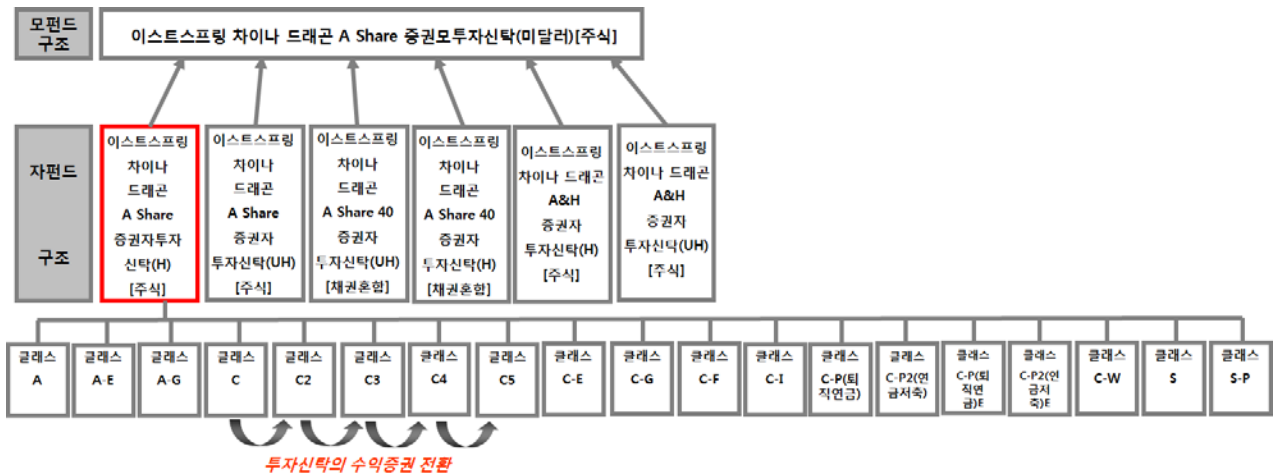 모펀드
구조
이스트스프링 차이나 드래곤 A Share 증권모투자신탁(미달러)[주식]
자펀드
구조
이스트스프링
차이나
드래곤
A Share
증권자투자
신탁(H)
[주식]
이스트스프링
차이나
드래곤
A Share
증권자
투자신탁(UH)
[주식]
이스트스프링
차이나
드래곤
A Share 40
증권자
투자신탁(UH)
[채권혼합]
이스트스프링
차이나
드래곤
A Share 40
증권자
투자신탁(H)
[채권혼합]
이스트스프링
차이나 드래곤
A&H
증권자
투자신탁(H)
[주식]
이스트스프링
차이나 드래곤
A&H
증권자
투자신탁(UH)
[주식]
클래스
A
클래스
A-E
클래스
A-G
클래스
C
클래스
C2
클래스
C3
클래스
C4
클래스
C5
클래스
C-E
클래스
C-G
클래스
C-F
클래스
C-I
클래스
C-P(퇴
직연금)
클래스
C-P2(연
금저축)
클래스
C-P(퇴
직연
금)E
클래스
C-P2(연
금저
축)E
클래스
C-W
클래스
S
클래스
S-P
투자신탁의 수익증권 전환